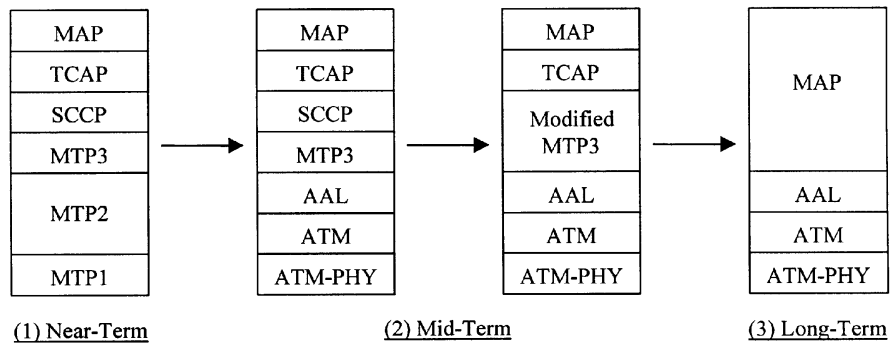 MAP
TCAP
SCCP
MTP3
MTP2
MTP1
(1) Near-Term
MAP
TCAP
SCCP
MTP3
AAL
ATM
ATM-PHY
MAP
TCAP
Modified
MTP3
AAL
ATM
ATM-PHY
(2) Mid-Term
MAP
AAL
ATM
ATM-PHY
(3) Long-Term